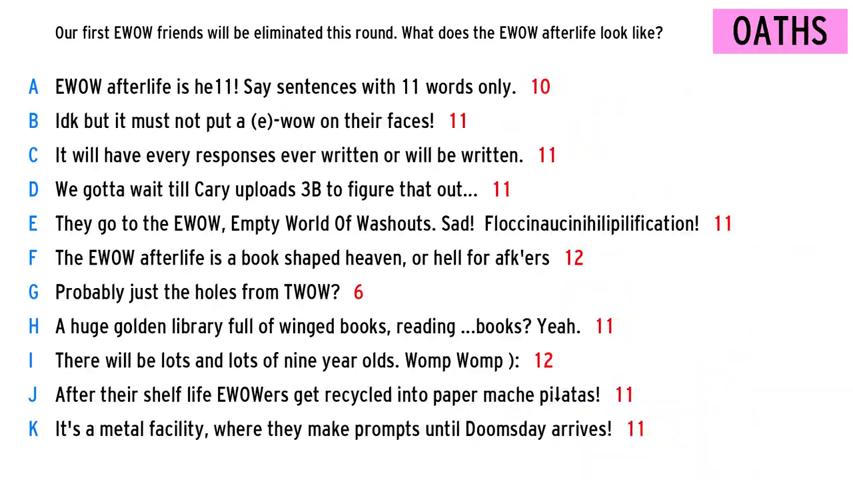 Our first EWOW friends will be eliminated this round. What does the EWOW afterlife look like?
OATHS
A EWOW afterlife is he11! Say sentences with 11 words only. 10
B Idk but it must not put a (e)-wow on their faces! 11
C It will have every responses ever written or will be written. 11
D We gotta wait till Cary uploads 3B to figure that out... 11
E They go to the EWOW, Empty World Of Washouts. Sad! Floccinaucinihilipilification! 11
F The EWOW afterlife is a book shaped heaven, or hell for afk'ers 12
G Probably just the holes from TWOW? 6
H A huge golden library full of winged books, reading ...books? Yeah. 11
I There will be lots and lots of nine year olds. Womp Womp ): 12
J After their shelf life EWOWers get recycled into paper mache 11
K It's a metal facility, where they make prompts until Doomsday arrives! 11